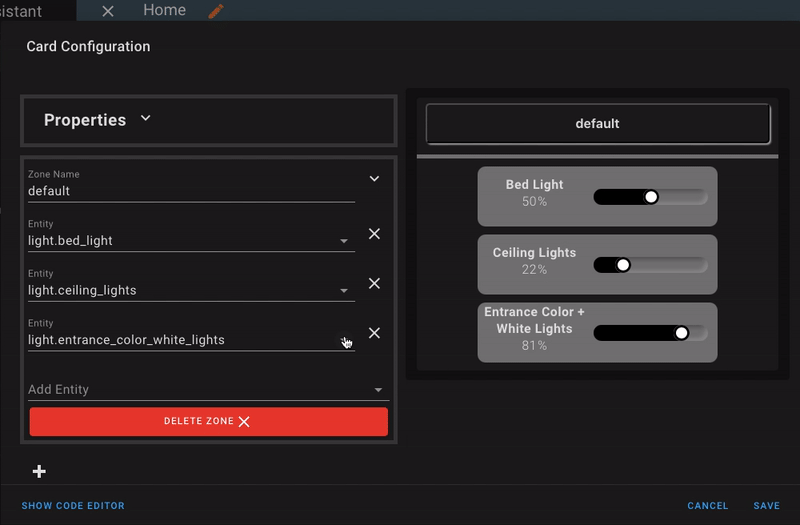 istant
Home
Card Configuration
Properties
Zone Name
default
Entity
light.bed_light
Entity
light.ceiling_lights
Entity
light.entrance_color_white_lights
Add Entity
DELETE ZONE
default
Bed Light
50%
Ceiling Lights
22%
Entrance Color +
White Lights
81%
SHOW CODE EDITOR
CANCEL
SAVE